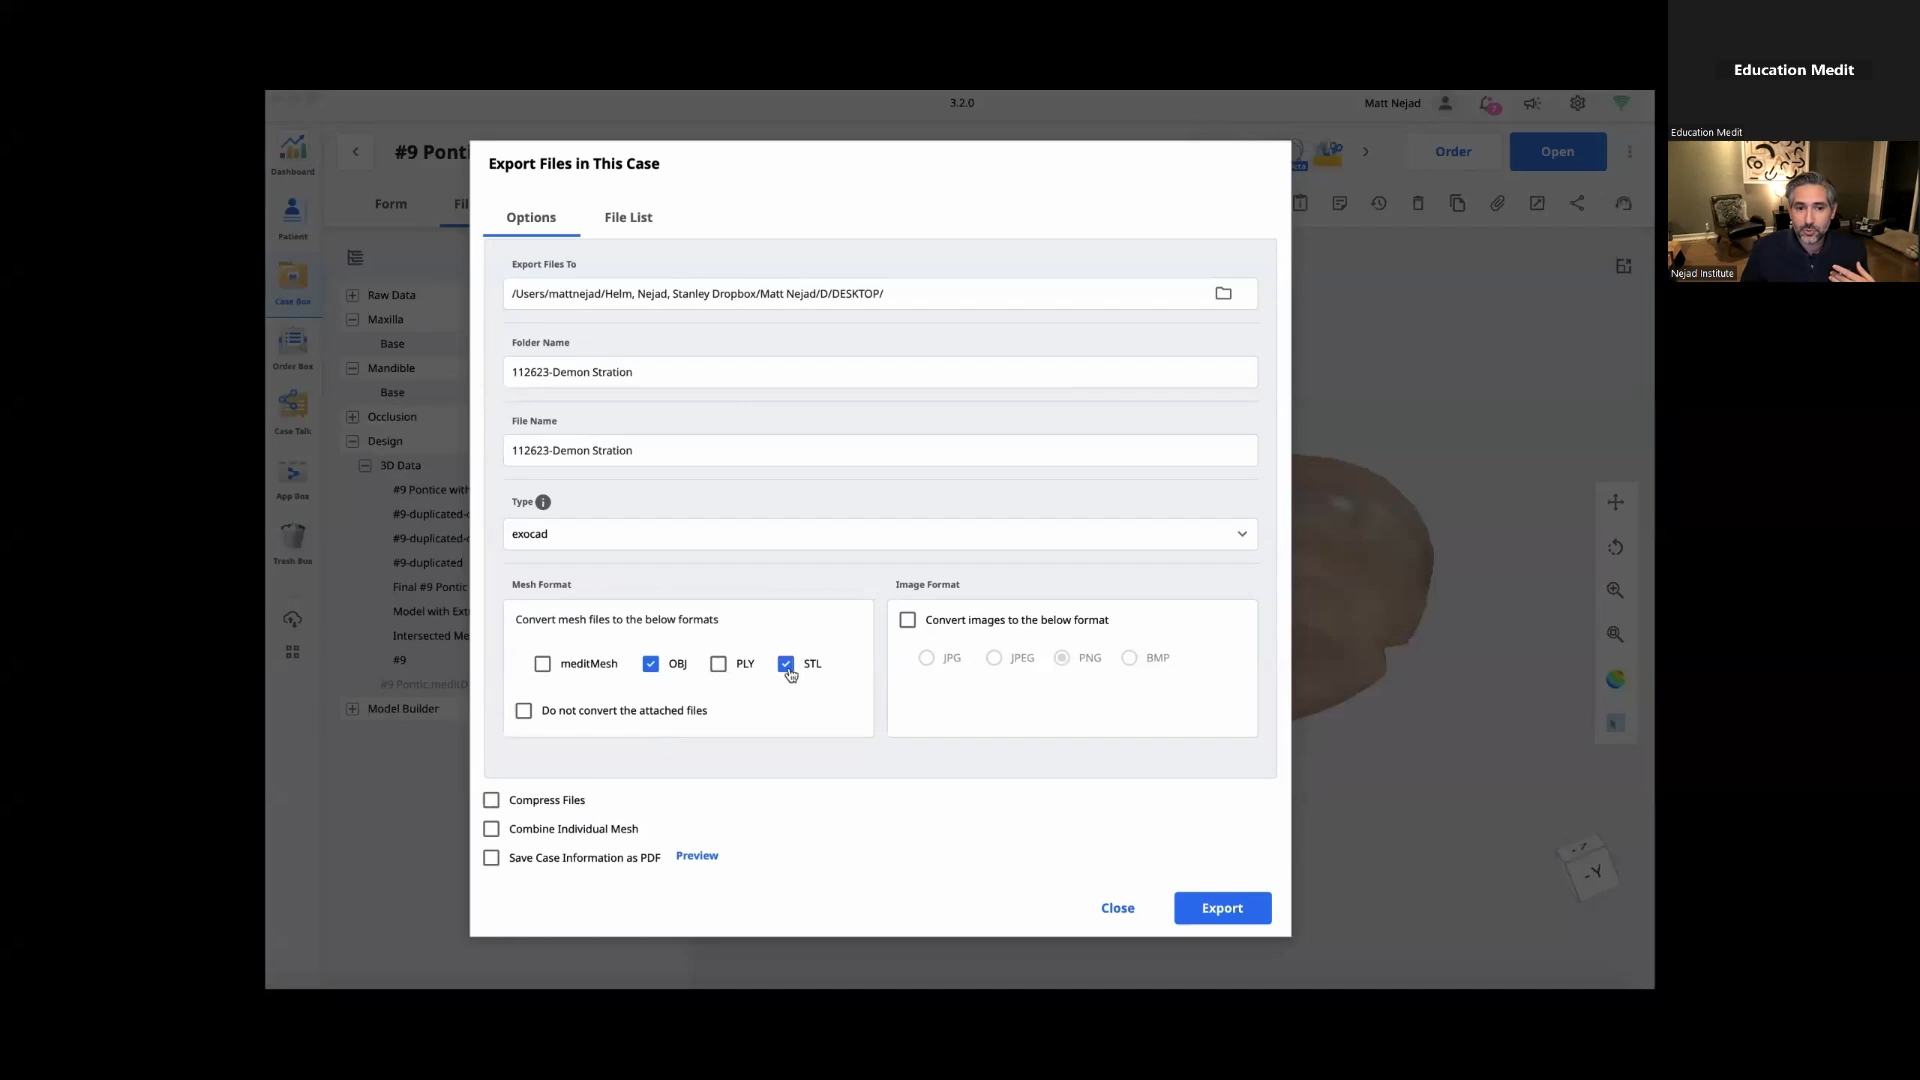 Education Medit
Education Medit
Nejad Institute
3.2.0
Matt Nejad
7
Dashboard
Patient
Case Box
Order Box
Case Talk
App Box
Trash Box
#9 Ponti
Order
Open
Form
Fil
Raw Data
Maxilla
Base
Mandible
Base
Occlusion
Design
3D Data
#9 Pontice with
#9-duplicated-
#9-duplicated-
#9-duplicated
Final #9 Pontic
Model with Ext
Intersected Me
#9
#9 Pontic.meditD
Model Builder
Export Files in This Case
Options
File List
Export Files To
/Users/mattnejad/Helm, Nejad, Stanley Dropbox/Matt Nejad/D/DESKTOP/
Folder Name
112623-Demon Stration
File Name
112623-Demon Stration
Type
exocad
Mesh Format
Convert mesh files to the below formats
meditMesh OBJ PLY STL
Do not convert the attached files
Image Format
Convert images to the below format
JPG JPEG PNG BMP
Compress Files
Combine Individual Mesh
Save Case Information as PDF Preview
Close
Export
-Y